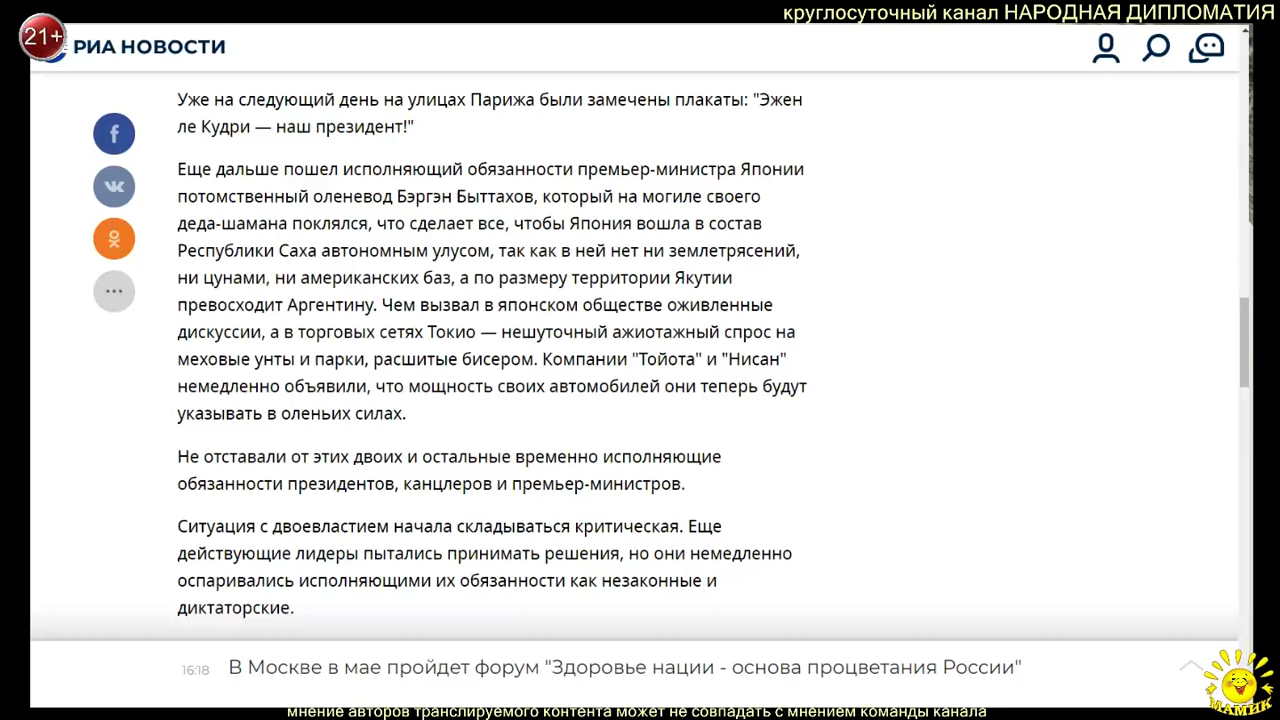 круглосуточный канал НАРОДНАЯ ДИПЛОМАТИЯ
21+
РИА НОВОСТИ
Уже на следующий день на улицах Парижа были замечены плакаты: "Эжен
ле Кудри — наш президент!"
Еще дальше пошел исполняющий обязанности премьер-министра Японии
потомственный оленевод Бэргэн Быттахов, который на могиле своего
деда-шамана поклялся, что сделает все, чтобы Япония вошла в состав
Республики Саха автономным улусом, так как в ней нет ни землетрясений,
ни цунами, ни американских баз, а по размеру территории Якутии
превосходит Аргентину. Чем вызвал в японском обществе оживленные
дискуссии, а в торговых сетях Токио — нешуточный ажиотажный спрос на
меховые унты и парки, расшитые бисером. Компании "Тойота" и "Нисан"
немедленно объявили, что мощность своих автомобилей они теперь будут
указывать в оленьих силах.
Не отставали от этих двоих и остальные временно исполняющие
обязанности президентов, канцлеров и премьер-министров.
Ситуация с двоевластием начала складываться критическая. Еще
действующие лидеры пытались принимать решения, но они немедленно
оспаривались исполняющими их обязанности как незаконные и
диктаторские.
16:18 В Москве в мае пройдет форум "Здоровье нации - основа процветания России"
МАМИК
мнение авторов транслируемого контента может не совпадать с мнением команды канала